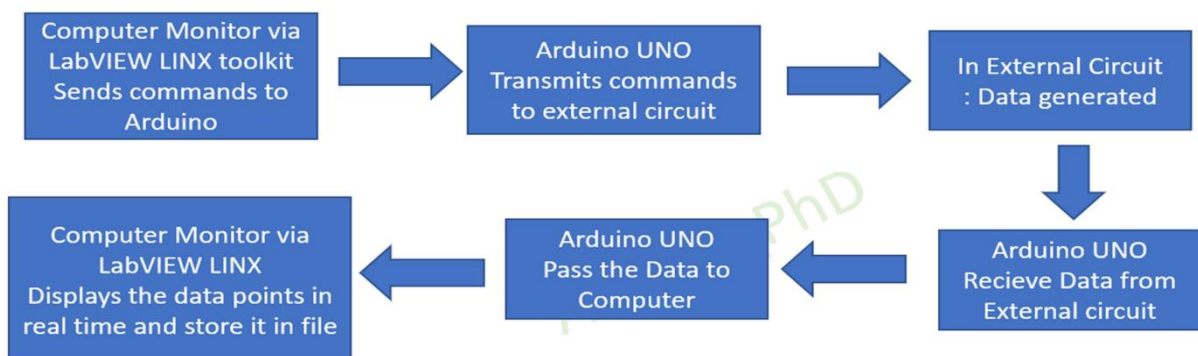 Computer Monitor via
LabVIEW LINX toolkit
Sends commands to
Arduino
Arduino UNO
Transmits commands
to external circuit
In External Circuit
: Data generated
Arduino UNO
Recieve Data from
External circuit
Arduino UNO
Pass the Data to
Computer
Computer Monitor via
LabVIEW LINX
Displays the data points in
real time and store it in file
PhD